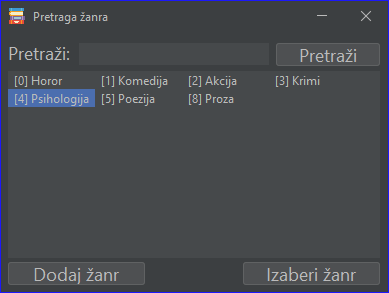 Pretraga žanra
Pretraži: Pretraži
[0] Horor [1] Komedija [2] Akcija [3] Krimi
[4] Psihologija [5] Poezija [8] Proza
Dodaj žanr Izaberi žanr